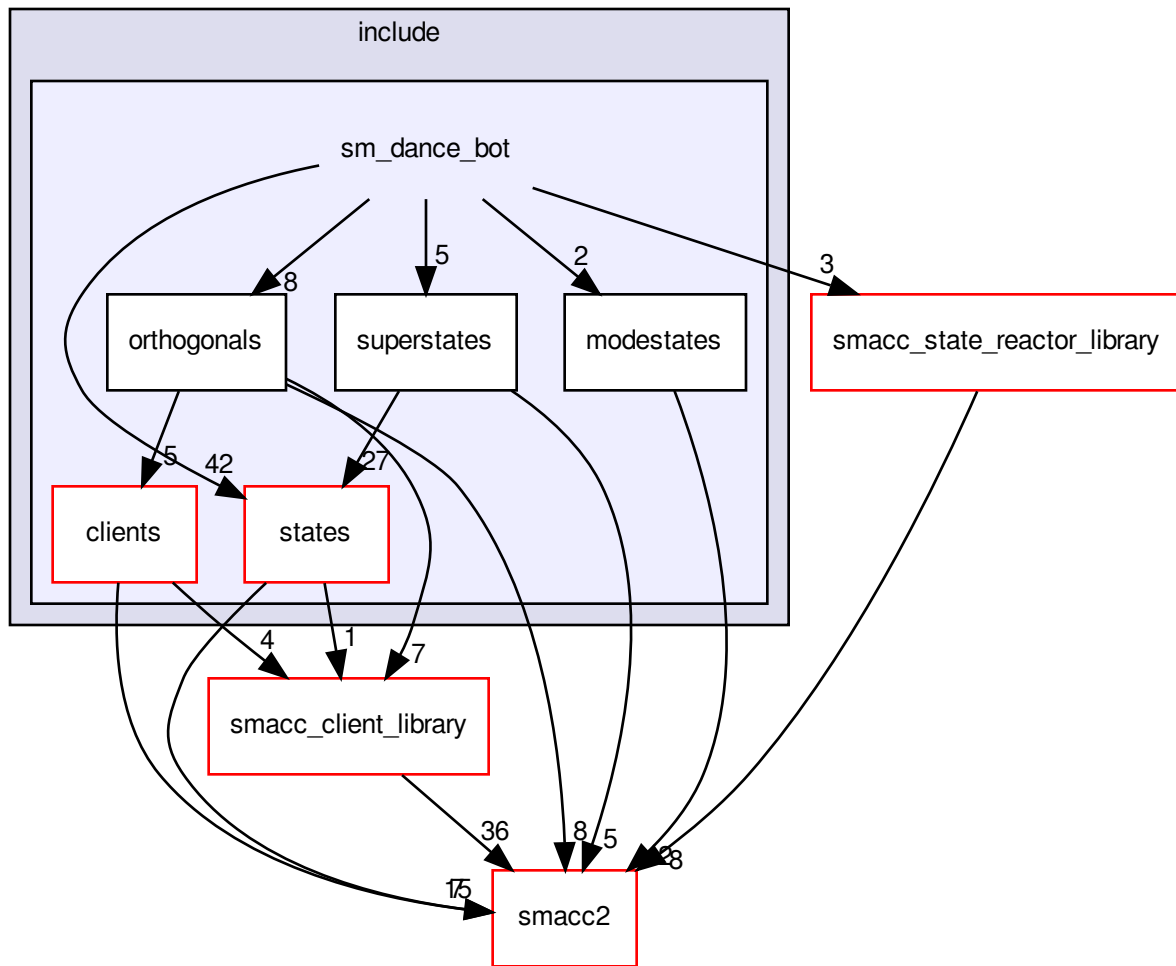 include
sm_dance_bot
8
5
2
3
orthogonals
superstates
modestates
smacc_state_reactor_library
5
42
27
clients
states
4
1
7
smacc_client_library
36
8
5
smacc2